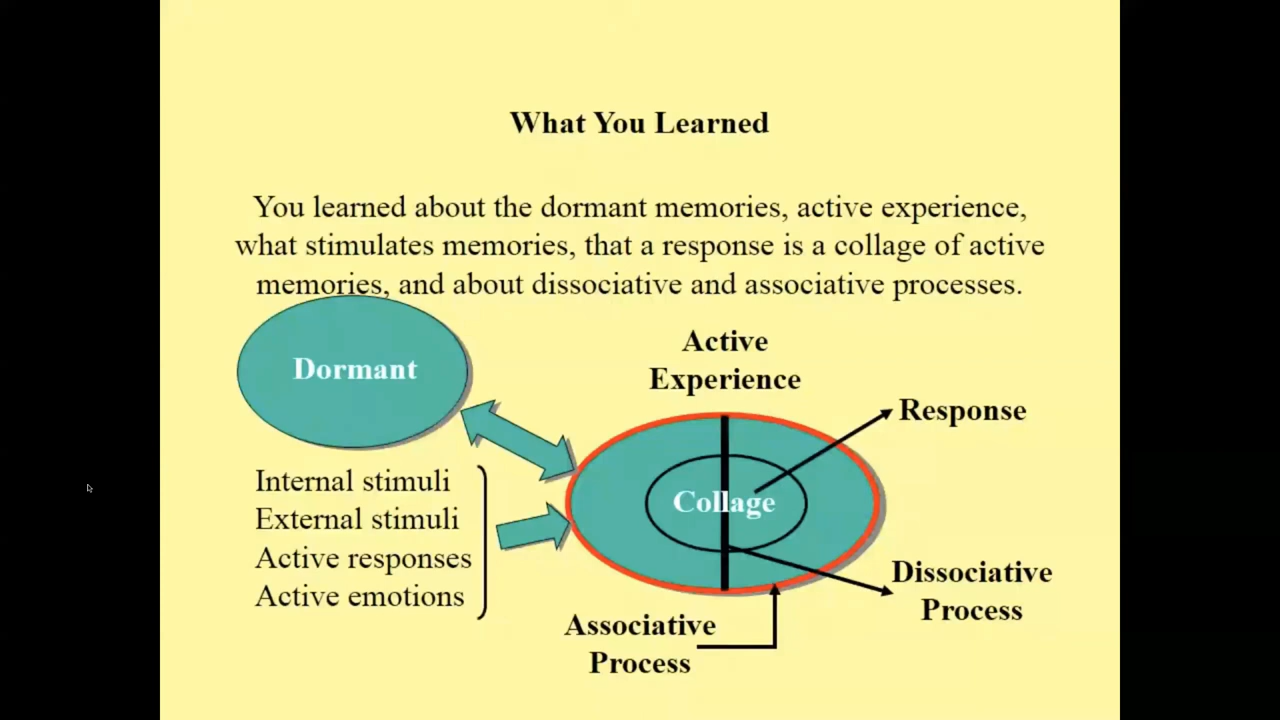 What You Learned
You learned about the dormant memories, active experience,
what stimulates memories, that a response is a collage of active
memories, and about dissociative and associative processes.
Dormant
Active
Experience
Response
Internal stimuli
External stimuli
Active responses
Active emotions
Collage
Dissociative
Process
Associative
Process